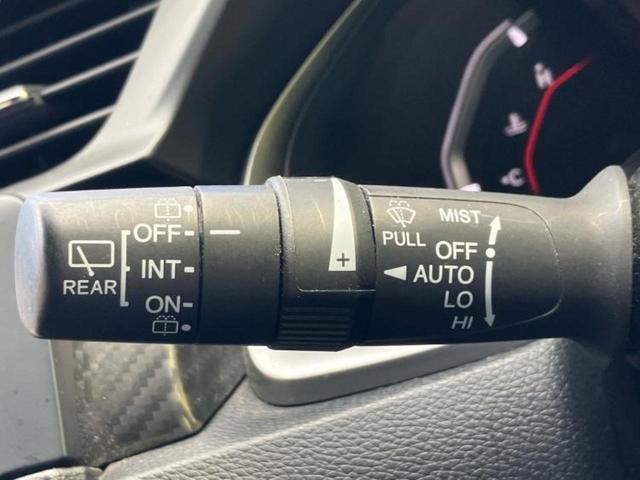 REAR
OFF
INT
ON
+
PULL
MIST
OFF
AUTO
LO
HI
H
C